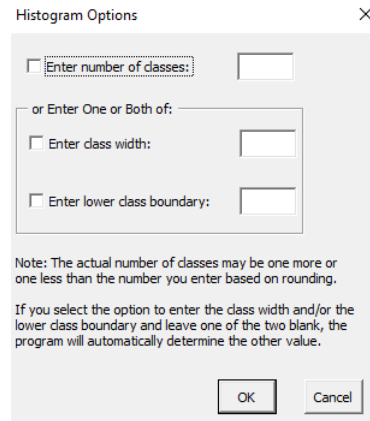 Histogram Options
Enter number of classes:
or Enter One or Both of:
Enter class width:
Enter lower class boundary:
Note: The actual number of classes may be one more or
one less than the number you enter based on rounding.
If you select the option to enter the class width and/or the
lower class boundary and leave one of the two blank, the
program will automatically determine the other value.
OK Cancel